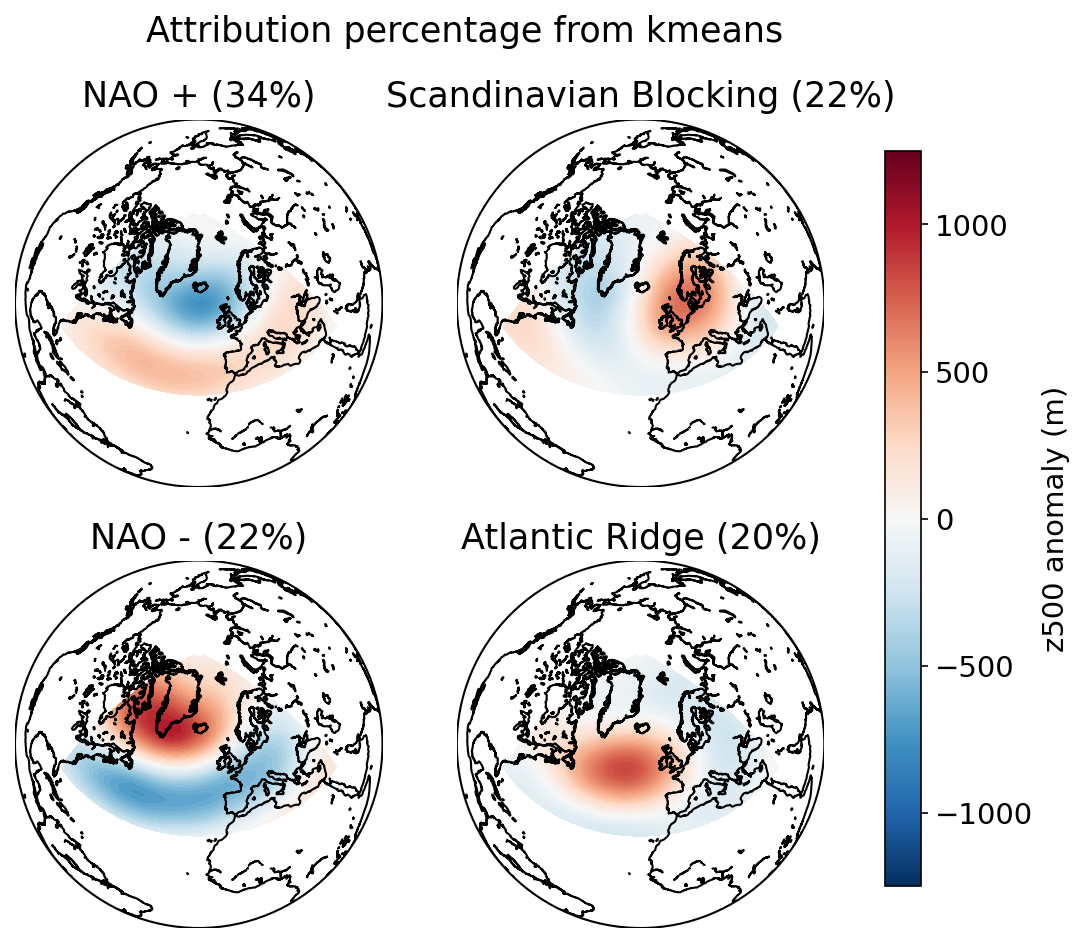 Attribution percentage from kmeans
NAO + (34%)
Scandinavian Blocking (22%)
NAO - (22%)
Atlantic Ridge (20%)
1000
500
0
−500
−1000
z500 anomaly (m)